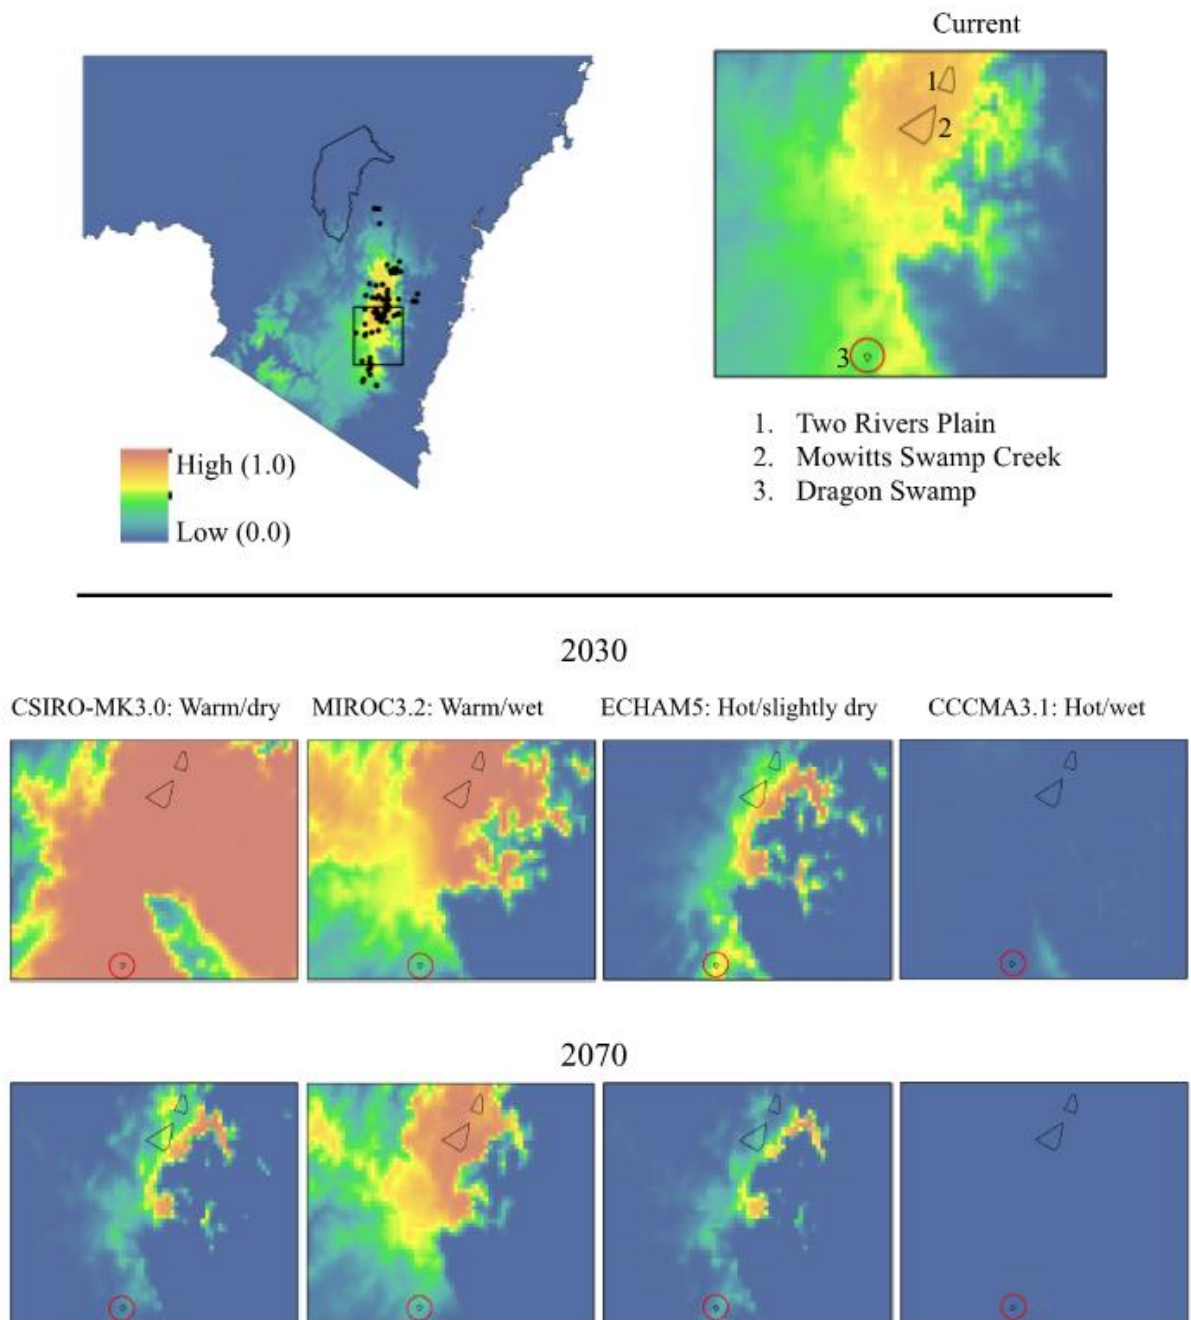 Current
1
2
3
High (1.0)
Low (0.0)
1. Two Rivers Plain
2. Mowitts Swamp Creek
3. Dragon Swamp
2030
CSIRO-MK3.0: Warm/dry MIROC3.2: Warm/wet ECHAM5: Hot/slightly dry CCCMA3.1: Hot/wet
2070